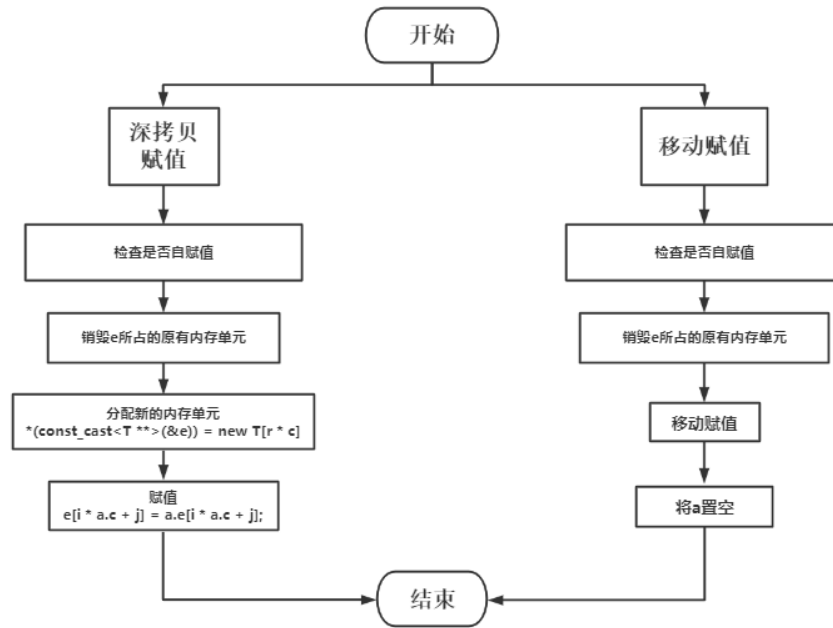 开始
深拷贝
赋值
检查是否自赋值
销毁e所占的原有内存单元
分配新的内存单元
*(const_cast<T **>(&e)) = new T[r * c]
赋值
e[i * a.c + j] = a.e[i * a.c + j];
移动赋值
检查是否自赋值
销毁e所占的原有内存单元
移动赋值
将a置空
结束